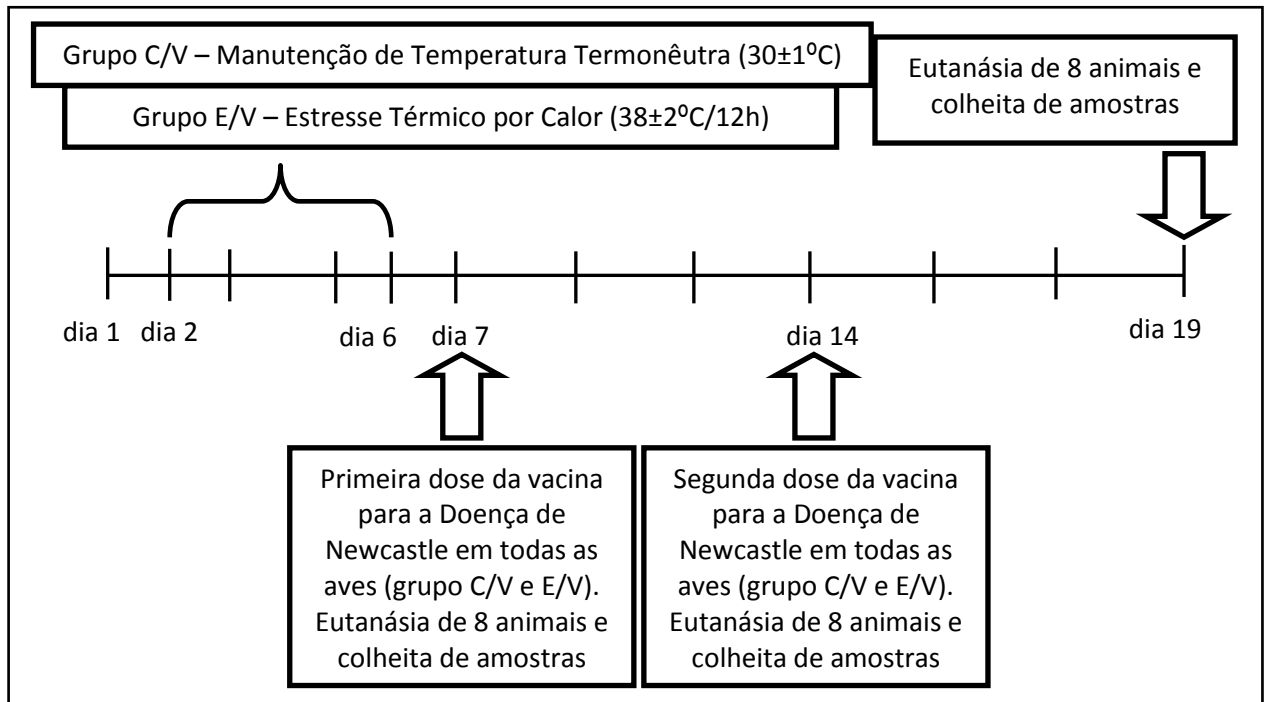 Grupo C/V – Manutenção de Temperatura Termonêutra (30±1⁰C)
Grupo E/V – Estresse Térmico por Calor (38±2⁰C/12h)
Eutanásia de 8 animais e
colheita de amostras
dia 1
dia 2
dia 6
dia 7
dia 14
dia 19
Primeira dose da vacina
para a Doença de
Newcastle em todas as
aves (grupo C/V e E/V).
Eutanásia de 8 animais e
colheita de amostras
Segunda dose da vacina
para a Doença de
Newcastle em todas as
aves (grupo C/V e E/V).
Eutanásia de 8 animais e
colheita de amostras